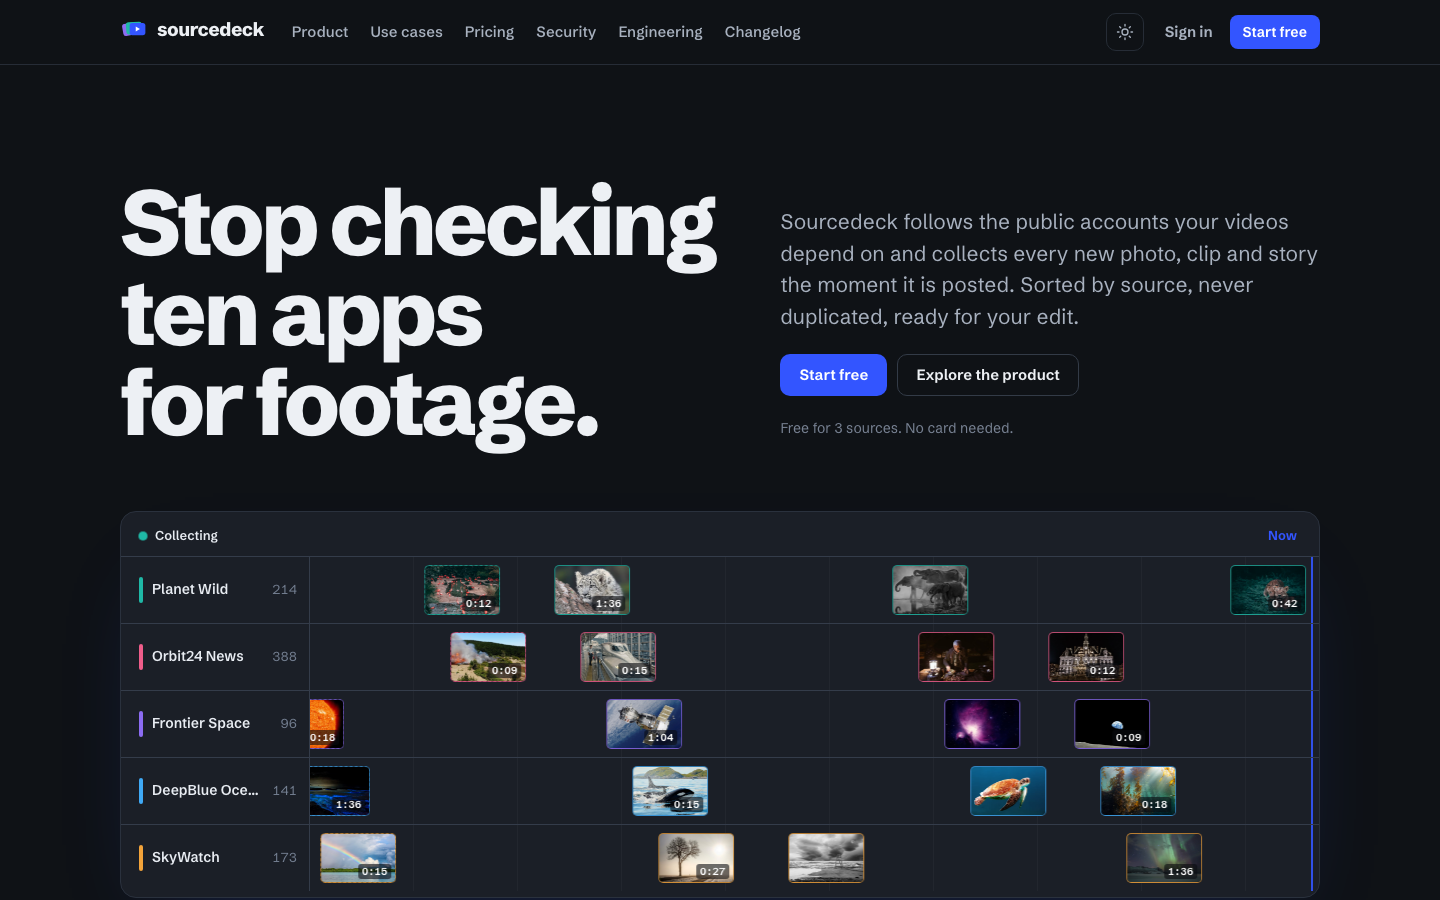 sourcedeck
Product
Use cases
Pricing
Security
Engineering
Changelog
Sign in
Start free
Stop checking
ten apps
for footage.
Sourcedeck follows the public accounts your videos
depend on and collects every new photo, clip and story
the moment it is posted. Sorted by source, never
duplicated, ready for your edit.
Start free
Explore the product
Free for 3 sources. No card needed.
Collecting
Now
Planet Wild 214
0:12
1:36
0:42
Orbit24 News 388
0:09
0:15
0:12
Frontier Space 96
0:18
1:04
0:09
DeepBlue Oce... 141
1:36
0:15
0:18
SkyWatch 173
0:15
0:27
1:36